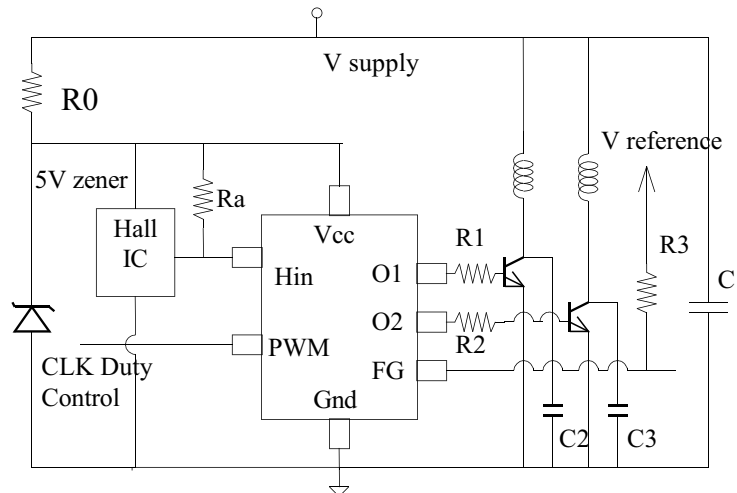 V supply
R0
V reference
5V zener
Ra
Hall
IC
Vcc
R1
R3
Hin
O1
C
O2
PWM
R2
CLK Duty
Control
FG
Gnd
C2
C3